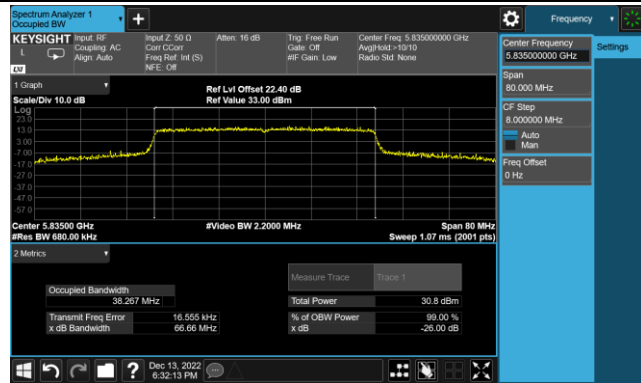 Spectrum Analyzer 1
Occupied BW
Frequency
KEYSIGHT
L
LXI
Input: RF
Coupling: AC
Align: Auto
Input Z: 50 Ω
Corr CCorr
Freq Ref: Int (S)
NFE: Off
Atten: 16 dB
Trig: Free Run
Gate: Off
#IF Gain: Low
Center Freq: 5.835000000 GHz
Avg|Hold:>10/10
Radio Std: None
Center Frequency
5.835000000 GHz
Settings
Span
80.000 MHz
CF Step
8.000000 MHz
Auto
Man
Freq Offset
0 Hz
1 Graph
Scale/Div 10.0 dB
Ref Lvl Offset 22.40 dB
Ref Value 33.00 dBm
Log
23.0
13.0
3.00
-7.00
-17.0
-27.0
-37.0
-47.0
-57.0
Center 5.83500 GHz
#Res BW 680.00 kHz
#Video BW 2.2000 MHz
Span 80 MHz
Sweep 1.07 ms (2001 pts)
2 Metrics
Measure Trace
Trace 1
Occupied Bandwidth
38.267 MHz
Total Power
30.8 dBm
Transmit Freq Error
16.555 kHz
% of OBW Power
99.00 %
x dB Bandwidth
66.66 MHz
x dB
-26.00 dB
?
Dec 13, 2022
6:32:13 PM